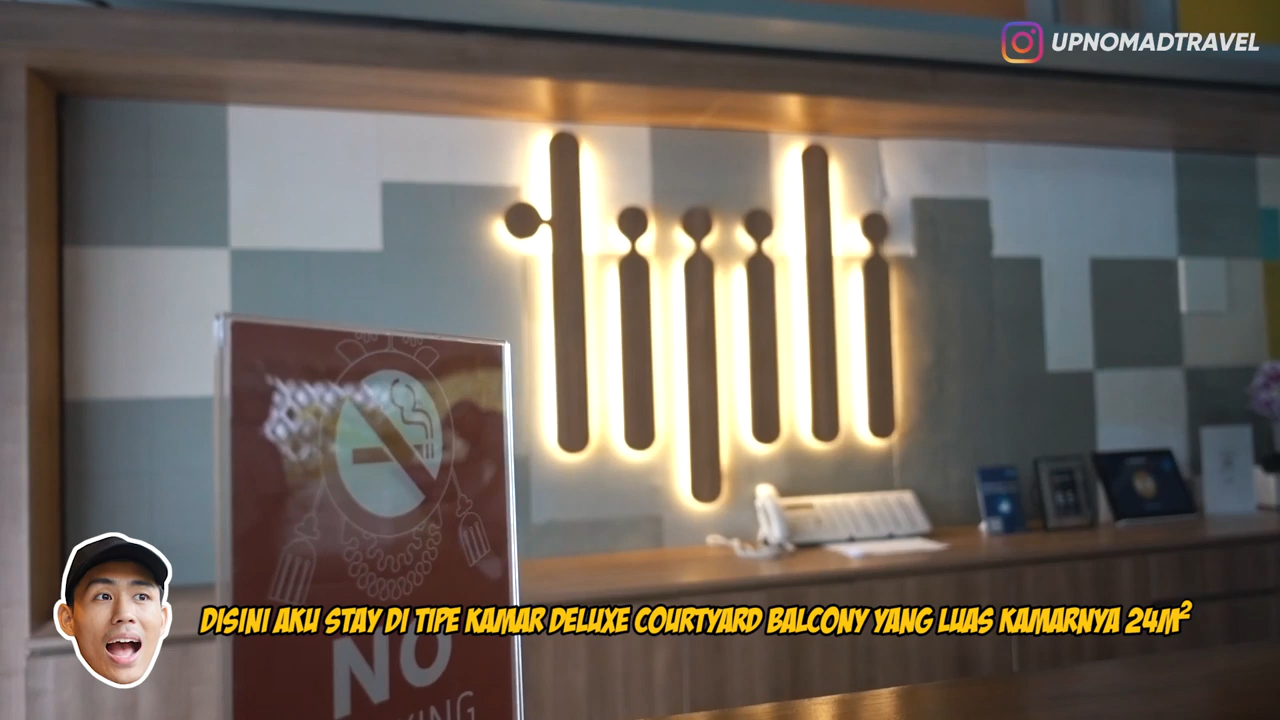 UPNOMADTRAVEL
DISINI AKU STAY DI TIPE KAMAR DELUXE COURTYARD BALCONY YANG LUAS KAMARNYA 24M²
NO